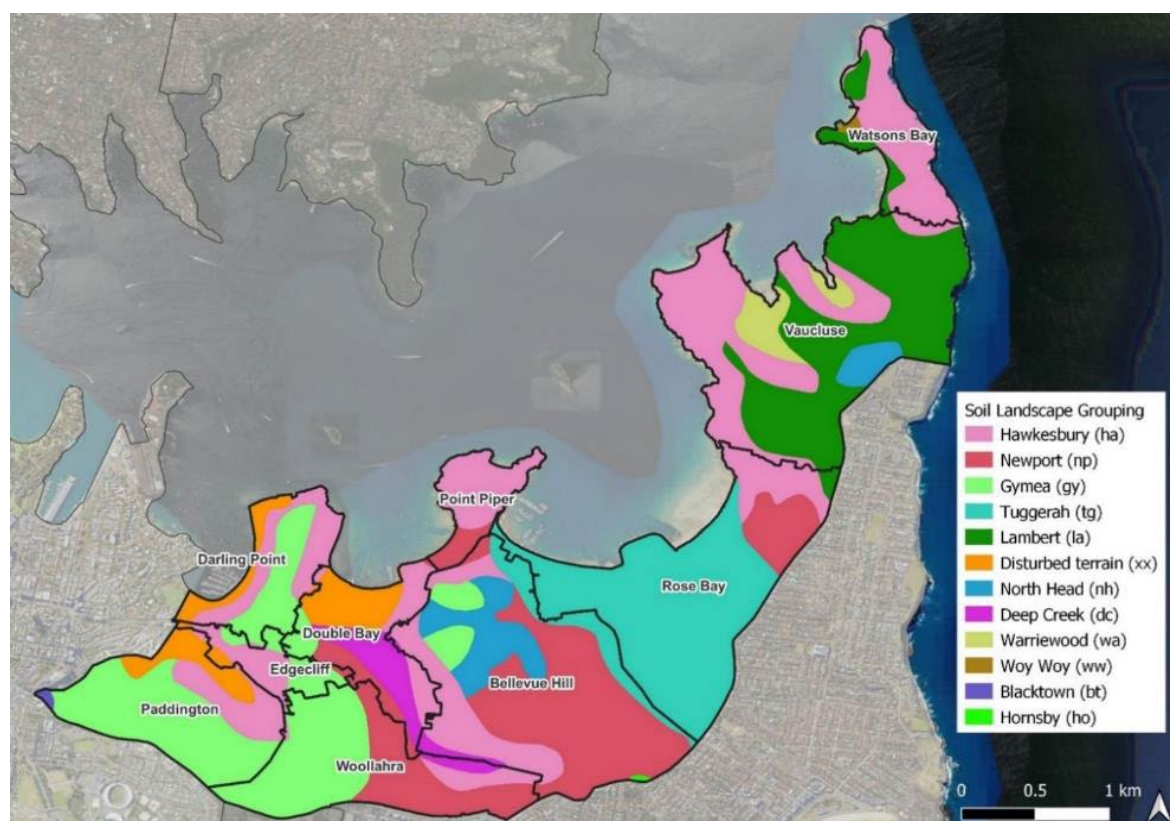 Watsons Bay
Vaucluse
Point Piper
Darling Point
Rose Bay
Double Bay
Edgecliff
Bellevue Hill
Paddington
Woollahra
Soil Landscape Grouping
Hawkesbury (ha)
Newport (np)
Gymea (gy)
Tuggerah (tg)
Lambert (la)
Disturbed terrain (xx)
North Head (nh)
Deep Creek (dc)
Warriewood (wa)
Woy Woy (ww)
Blacktown (bt)
Hornsby (ho)
0 0.5 1 km